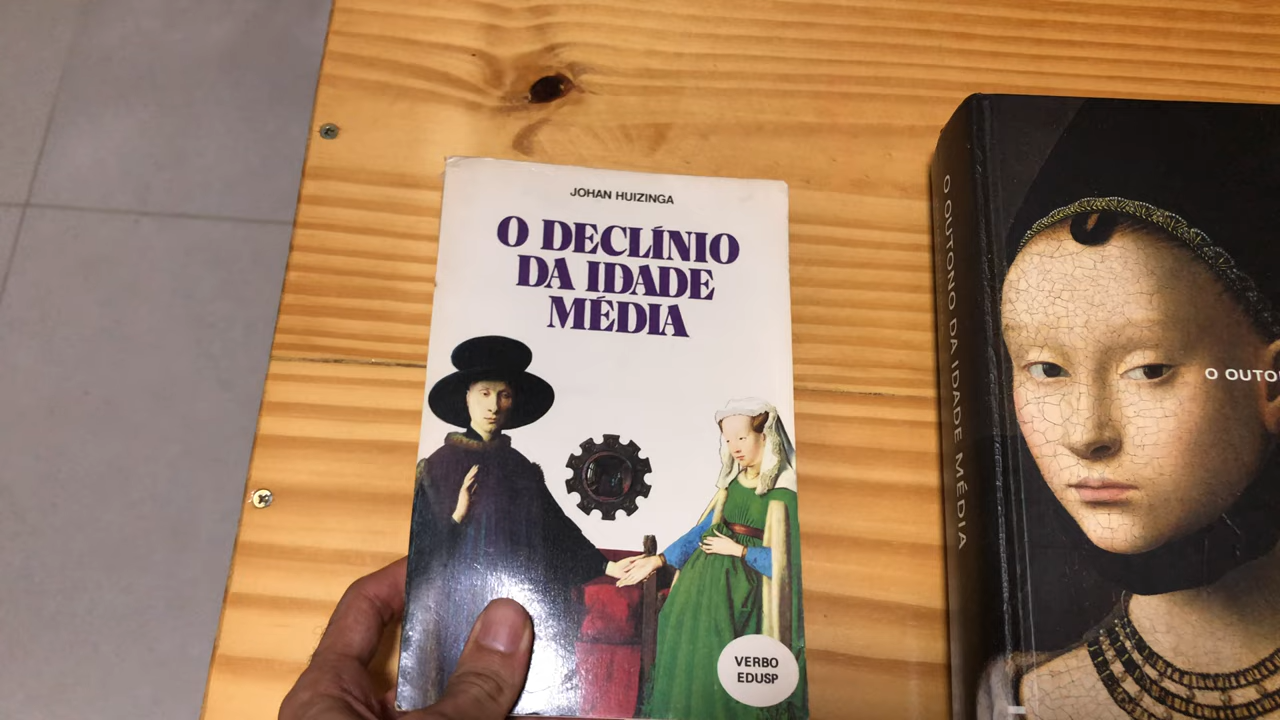 JOHAN HUIZINGA
O DECLÍNIO
DA IDADE
MÉDIA
VERBO
EDUSP
O OUTONO DA IDADE MÉDIA
O OUTO